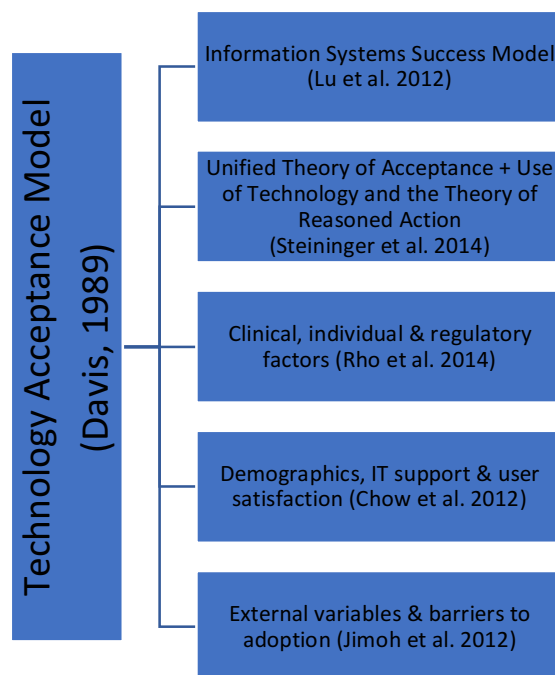 Technology Acceptance Model
(Davis, 1989)
Information Systems Success Model
(Lu et al. 2012)
Unified Theory of Acceptance + Use
of Technology and the Theory of
Reasoned Action
(Steininger et al. 2014)
Clinical, individual & regulatory
factors (Rho et al. 2014)
Demographics, IT support & user
satisfaction (Chow et al. 2012)
External variables & barriers to
adoption (Jimoh et al. 2012)